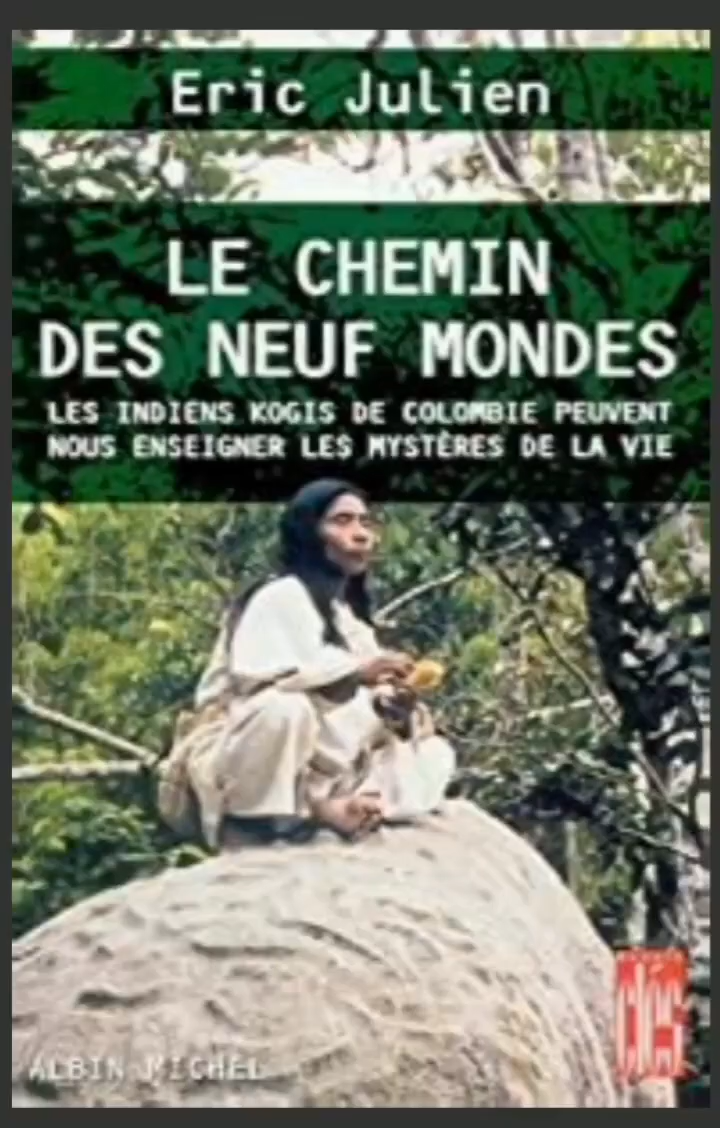 Eric Julien
LE CHEMIN
DES NEUF MONDES
LES INDIENS KOGIS DE COLOMBIE PEUVENT
NOUS ENSEIGNER LES MYSTÈRES DE LA VIE
clés
ALBIN MICHEL